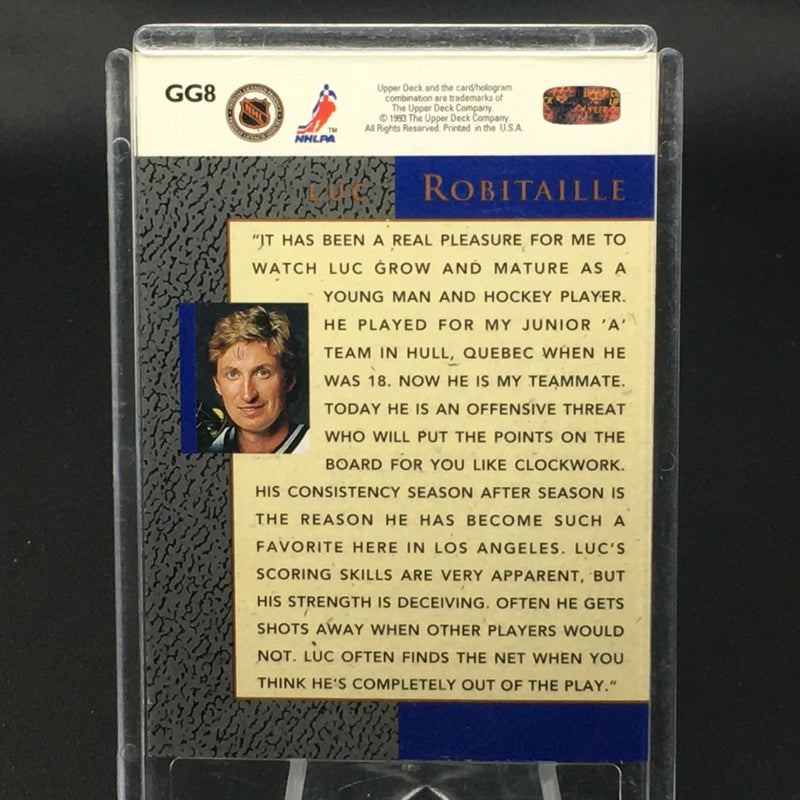 GG8
NHL
NHLPA
TM
Upper Deck and the card/hologram
combination are trademarks of
The Upper Deck Company.
© 1993 The Upper Deck Company.
All Rights Reserved. Printed in the U.S.A.
LUC ROBITAILLE
"IT HAS BEEN A REAL PLEASURE FOR ME TO
WATCH LUC GROW AND MATURE AS A
YOUNG MAN AND HOCKEY PLAYER.
HE PLAYED FOR MY JUNIOR 'A'
TEAM IN HULL, QUEBEC WHEN HE
WAS 18. NOW HE IS MY TEAMMATE.
TODAY HE IS AN OFFENSIVE THREAT
WHO WILL PUT THE POINTS ON THE
BOARD FOR YOU LIKE CLOCKWORK.
HIS CONSISTENCY SEASON AFTER SEASON IS
THE REASON HE HAS BECOME SUCH A
FAVORITE HERE IN LOS ANGELES. LUC'S
SCORING SKILLS ARE VERY APPARENT, BUT
HIS STRENGTH IS DECEIVING. OFTEN HE GETS
SHOTS AWAY WHEN OTHER PLAYERS WOULD
NOT. LUC OFTEN FINDS THE NET WHEN YOU
THINK HE'S COMPLETELY OUT OF THE PLAY."